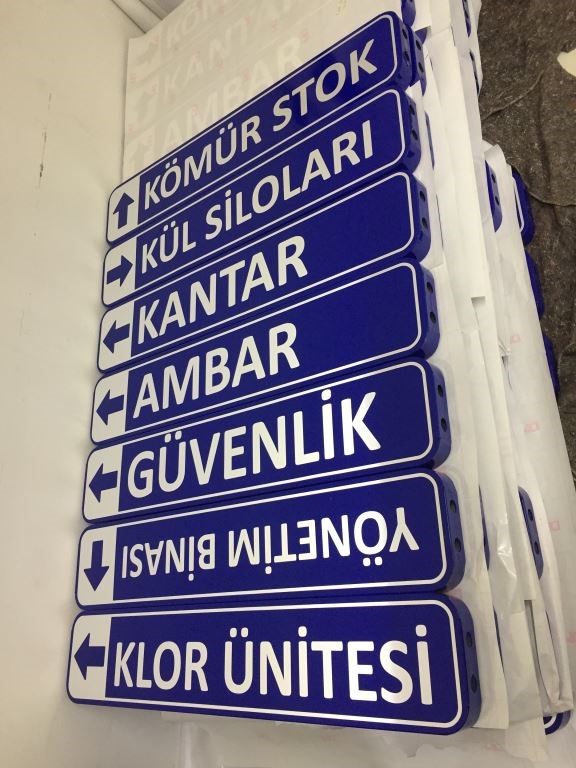 KÖMÜR STOK
KÜL SİLOLARI
KANTAR
AMBAR
GÜVENLİK
YÖNETİM BİNASI
KLOR ÜNİTESİ